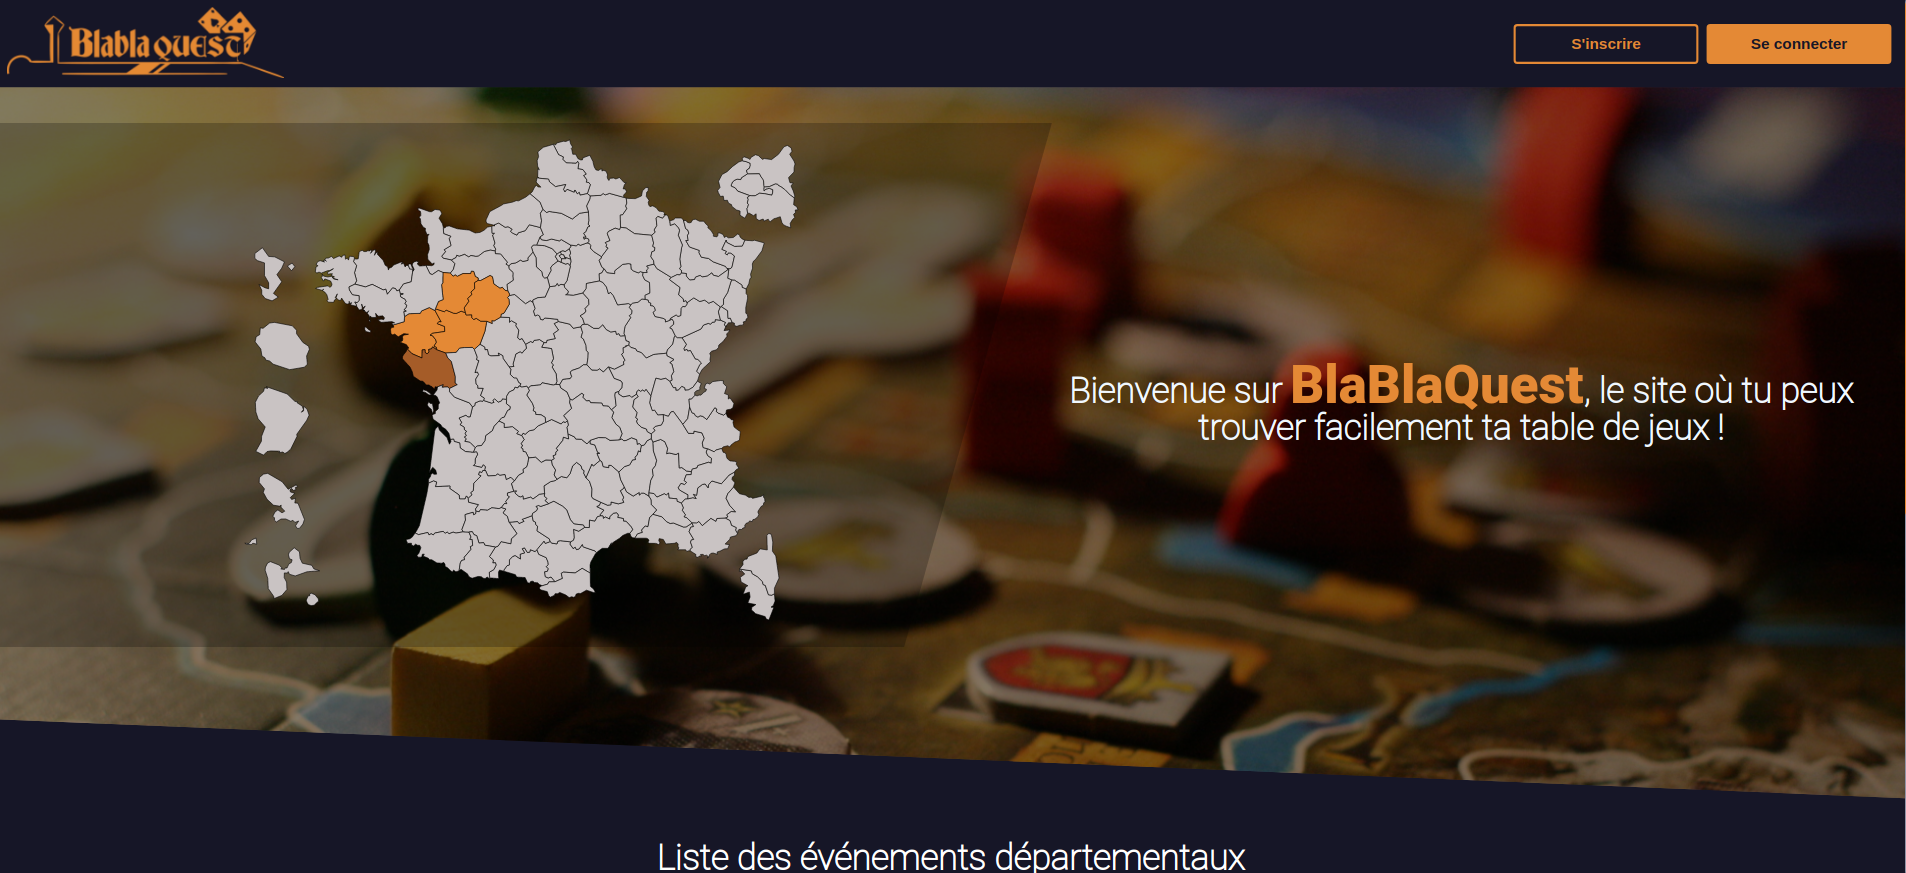 Blabla quest
S'inscrire
Se connecter
Bienvenue sur BlaBlaQuest, le site où tu peux
trouver facilement ta table de jeux !
Liste des événements départementaux